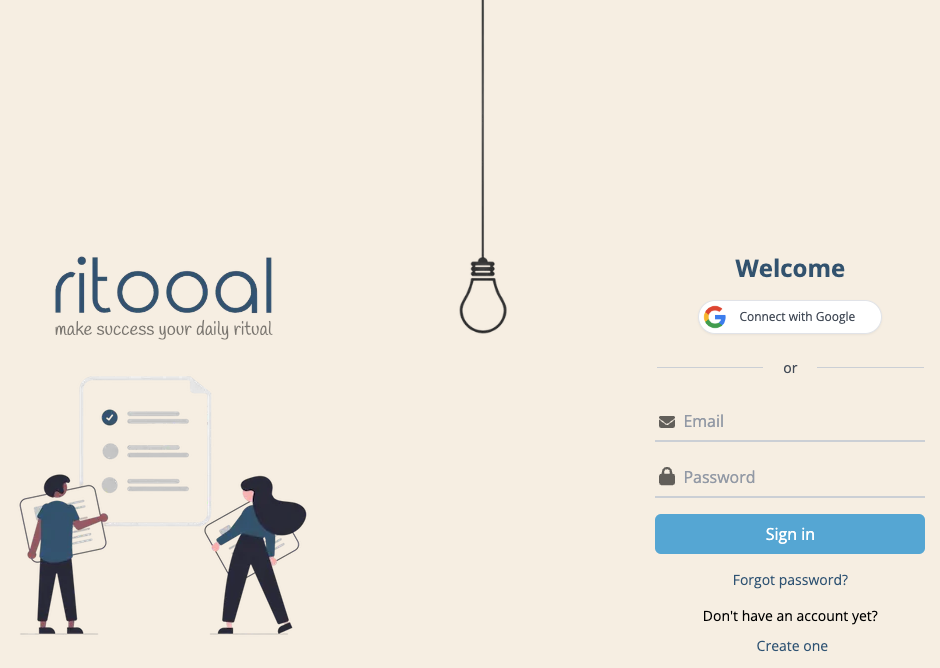 ritooal
make success your daily ritual
Welcome
Connect with Google
or
Email
Password
Sign in
Forgot password?
Don't have an account yet?
Create one